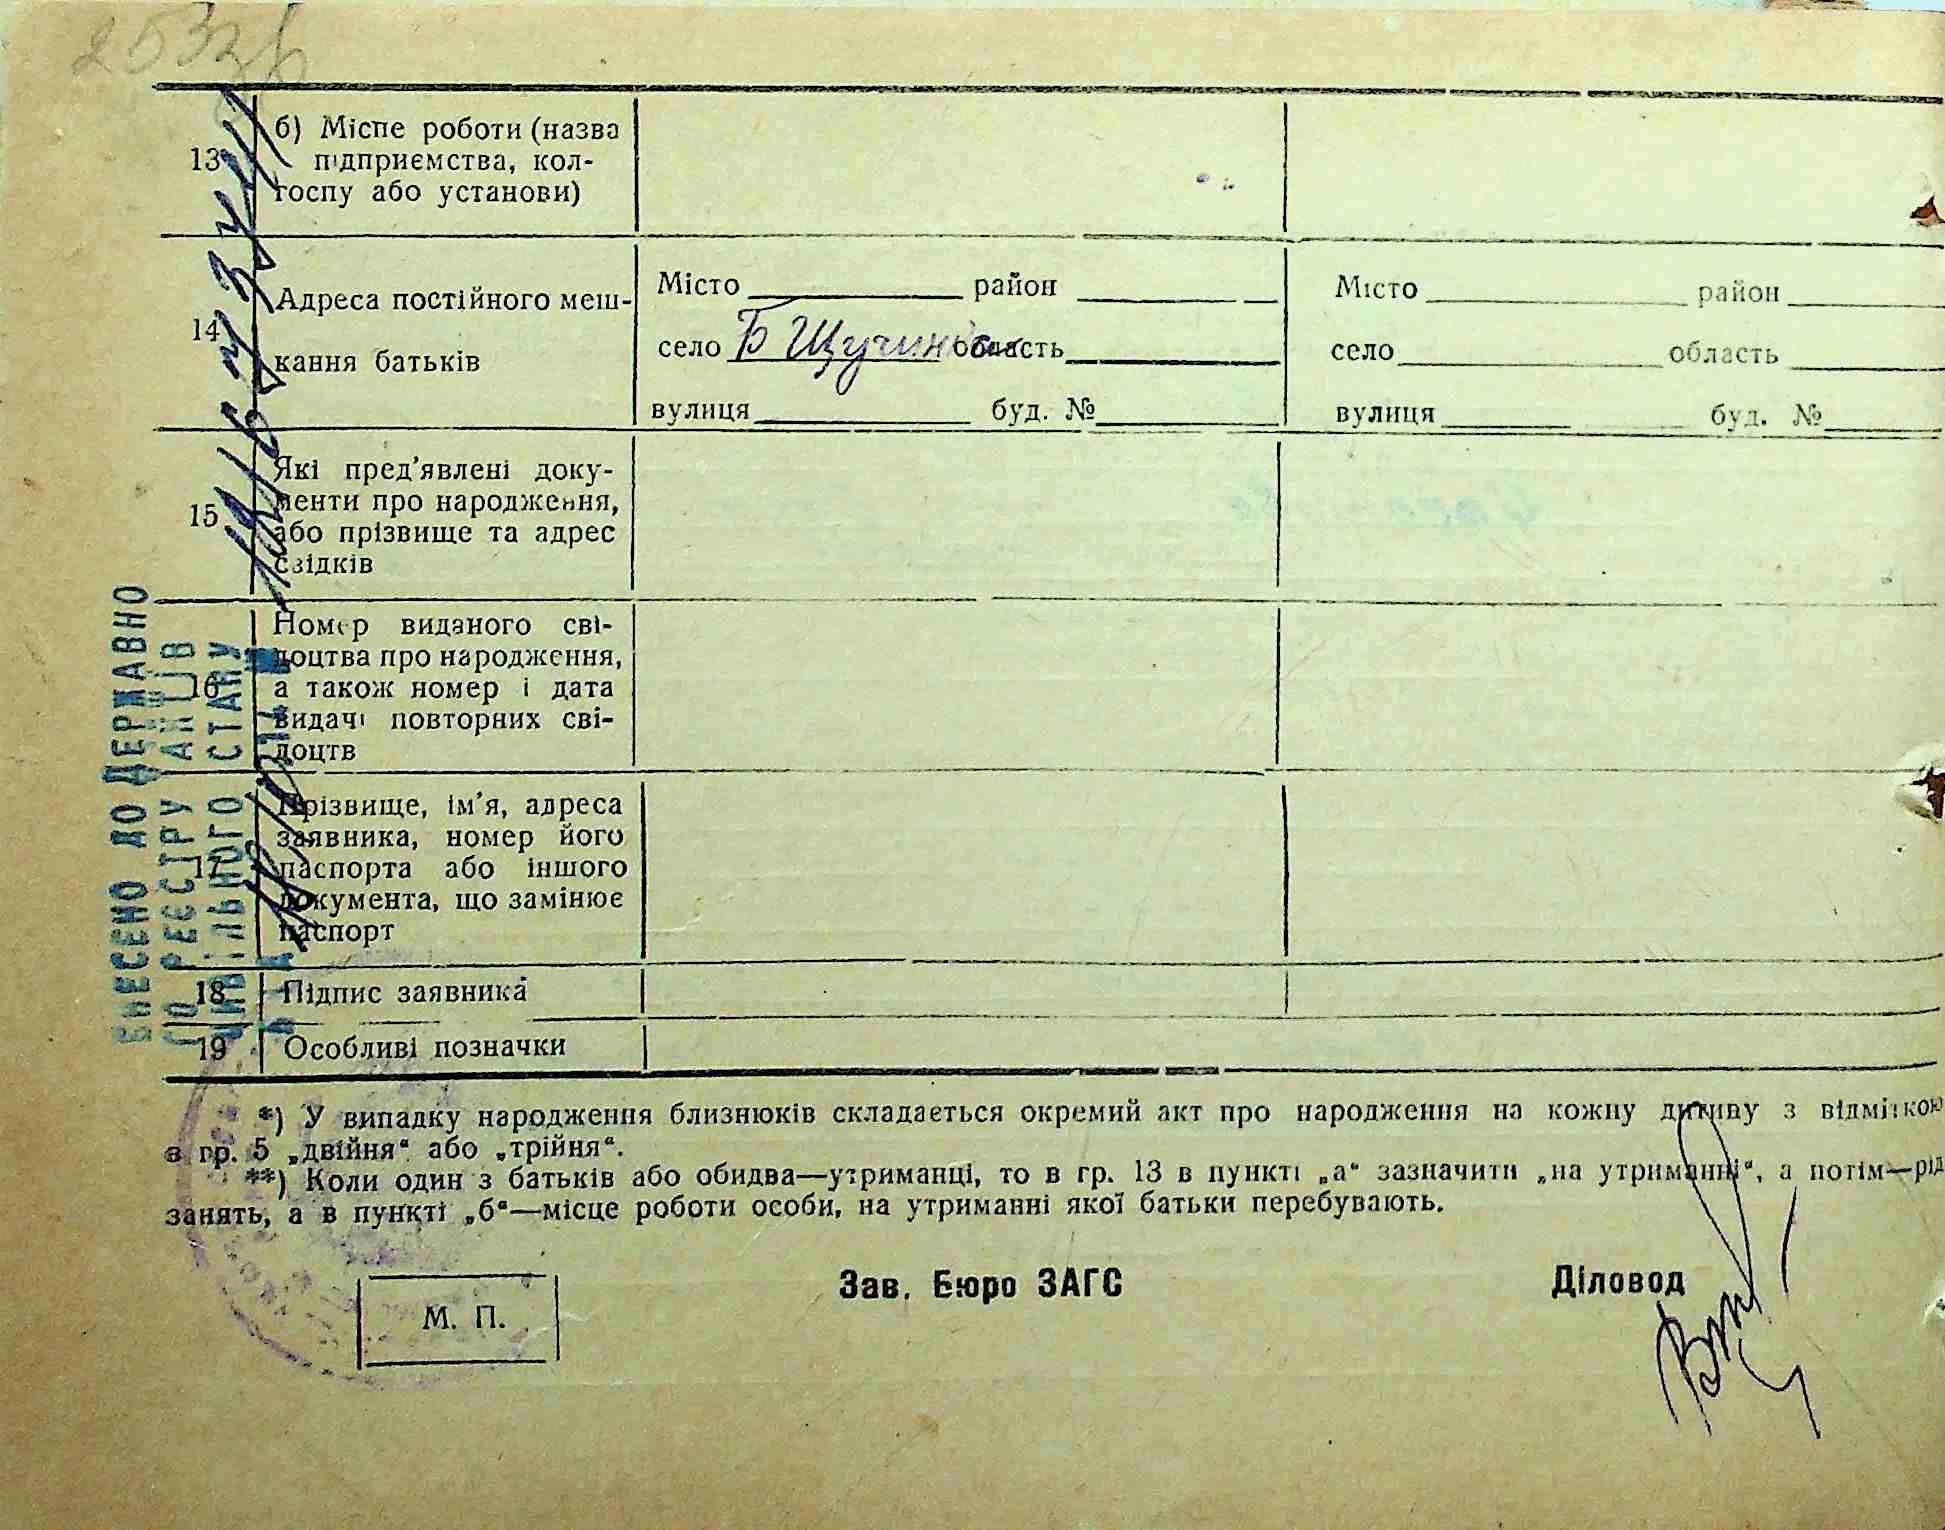 253зв
13
б) Місце роботи (назва
підприємства, кол-
госпу або установи)
14
Адреса постійного меш-
кання батьків
Місто район
село Б Щучинка область
вулиця буд. №
Місто район
село область
вулиця буд. №
15
Які пред’явлені доку-
менти про народження,
або прізвище та адрес
свідків
16
Номер виданого сві-
доцтва про народження,
а також номер і дата
видачі повторних сві-
доцтв
17
Прізвище, ім’я, адреса
заявника, номер його
паспорта або іншого
документа, що замінює
паспорт
18 Підпис заявника
19 Особливі позначки
ВНЕСЕНО ДО ДЕРЖАВНО
ГО РЕЄСТРУ АКТІВ
ЦИВІЛЬНОГО СТАНУ
*) У випадку народження близнюків складається окремий акт про народження на кожну дитину з відміткою
в гр. 5 „двійня“ або „трійня“.
**) Коли один з батьків або обидва—утриманці, то в гр. 13 в пункті „а“ зазначити „на утриманні“, а потім—рід
занять, а в пункті „б“—місце роботи особи, на утриманні якої батьки перебувають.
М. П.
Зав. Бюро ЗАГС
Діловод